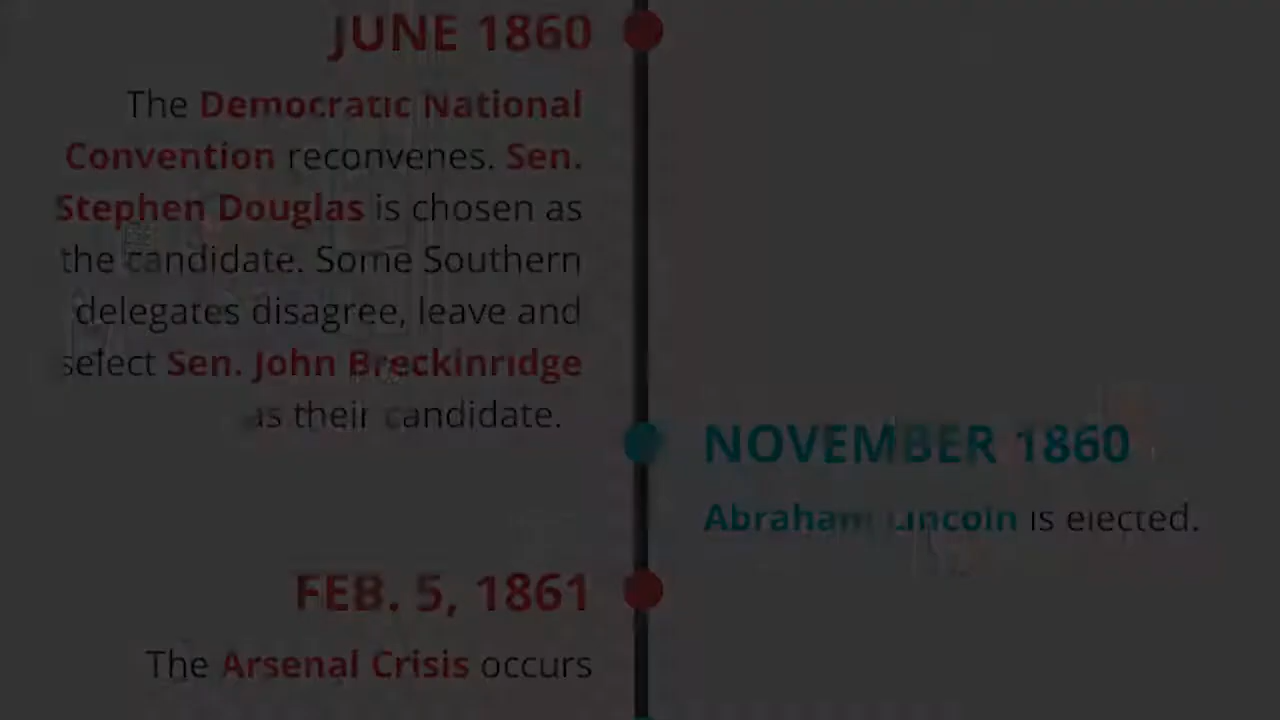 JUNE 1860
The Democratic National
Convention reconvenes. Sen.
Stephen Douglas is chosen as
the candidate. Some Southern
delegates disagree, leave and
select Sen. John Breckinridge
as their candidate.
NOVEMBER 1860
Abraham Lincoln is elected.
FEB. 5, 1861
The Arsenal Crisis occurs